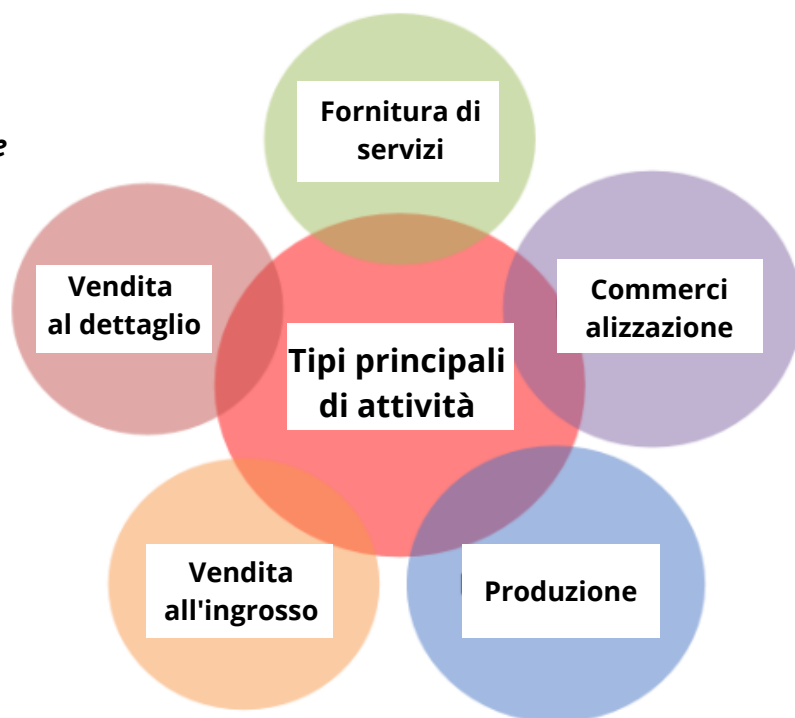 Fornitura di
servizi
e
Vendita
al dettaglio
Commerci
alizzazione
Tipi principali
di attività
Vendita
all'ingrosso
Produzione